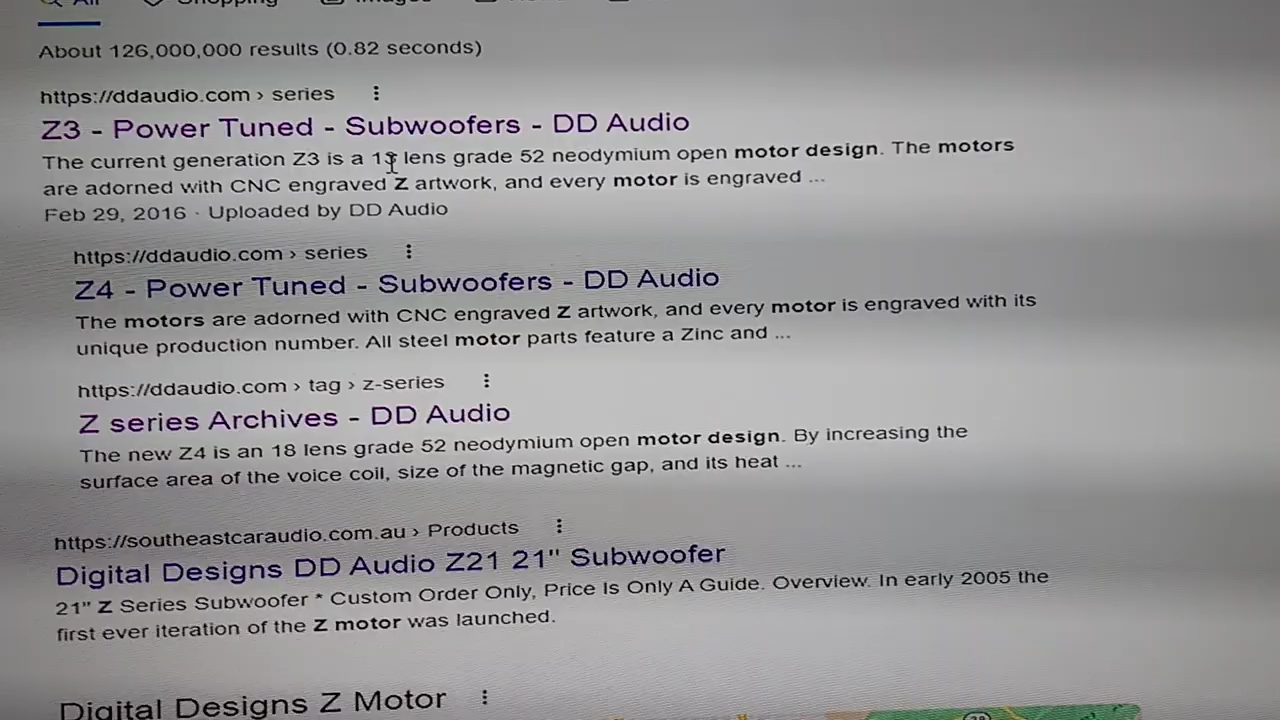 All Shopping Images
About 126,000,000 results (0.82 seconds)
https://ddaudio.com › series
Z3 - Power Tuned - Subwoofers - DD Audio
The current generation Z3 is a lens grade 52 neodymium open motor design. The motors
are adorned with CNC engraved Z artwork, and every motor is engraved ...
Feb 29, 2016 · Uploaded by DD Audio
https://ddaudio.com › series
Z4 - Power Tuned - Subwoofers - DD Audio
The motors are adorned with CNC engraved Z artwork, and every motor is engraved with its
unique production number. All steel motor parts feature a Zinc and ...
https://ddaudio.com › tag › z-series
Z series Archives - DD Audio
The new Z4 is an 18 lens grade 52 neodymium open motor design. By increasing the
surface area of the voice coil, size of the magnetic gap, and its heat ...
https://southeastcaraudio.com.au › Products
Digital Designs DD Audio Z21 21" Subwoofer
21" Z Series Subwoofer * Custom Order Only, Price Is Only A Guide. Overview. In early 2005 the
first ever iteration of the Z motor was launched.
Digital Designs Z Motor